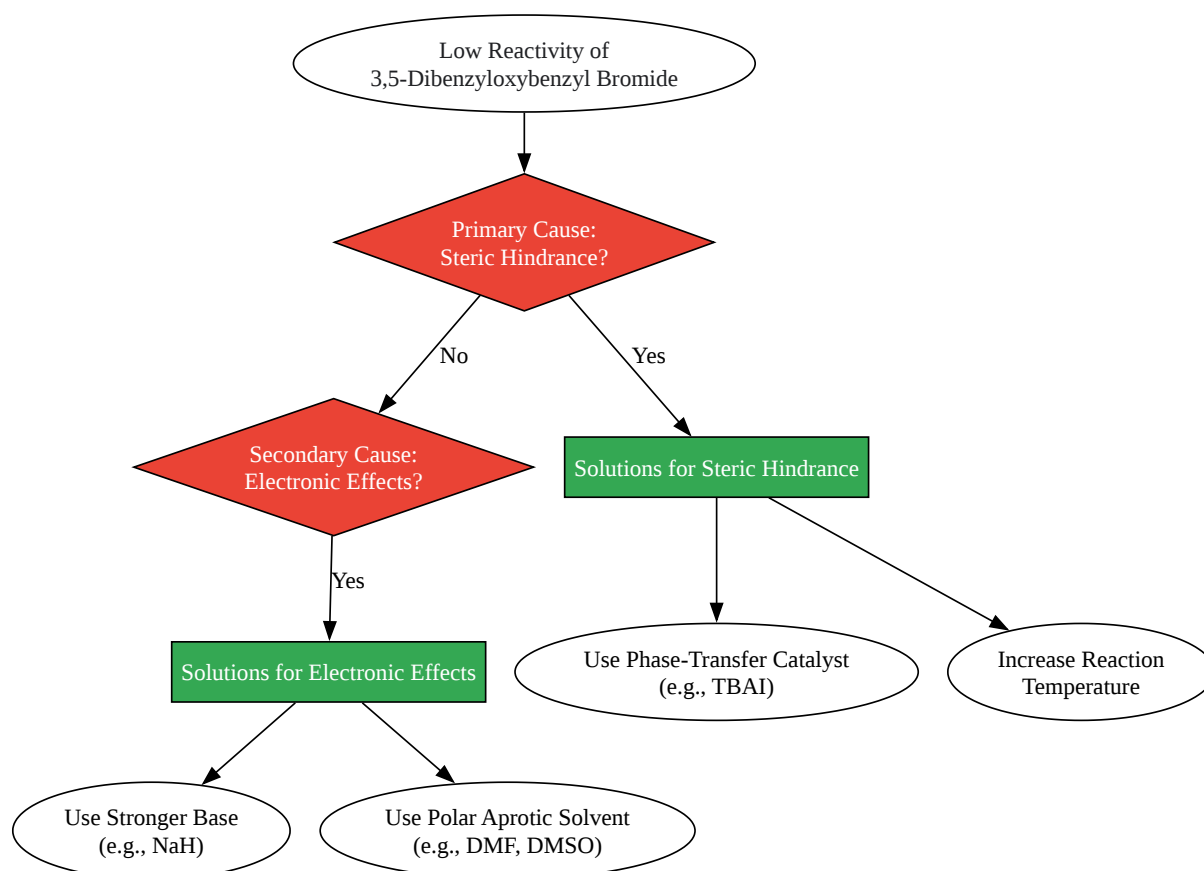 Low Reactivity of
3,5-Dibenzyloxybenzyl Bromide
Primary Cause:
Steric Hindrance?
No
Yes
Secondary Cause:
Electronic Effects?
Solutions for Steric Hindrance
Yes
Solutions for Electronic Effects
Use Phase-Transfer Catalyst
(e.g., TBAI)
Increase Reaction
Temperature
Use Stronger Base
(e.g., NaH)
Use Polar Aprotic Solvent
(e.g., DMF, DMSO)